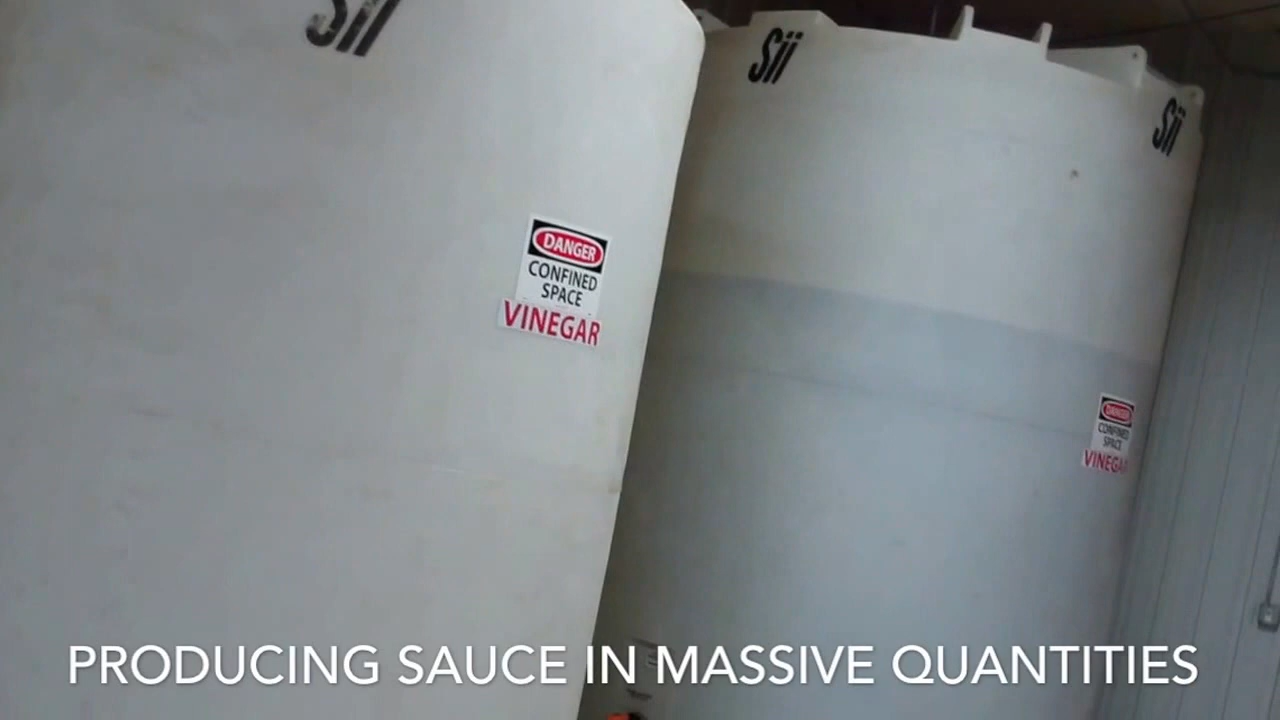 Sii
Sii
Sii
DANGER
CONFINED
SPACE
VINEGAR
DANGER
CONFINED
SPACE
VINEGAR
PRODUCING SAUCE IN MASSIVE QUANTITIES